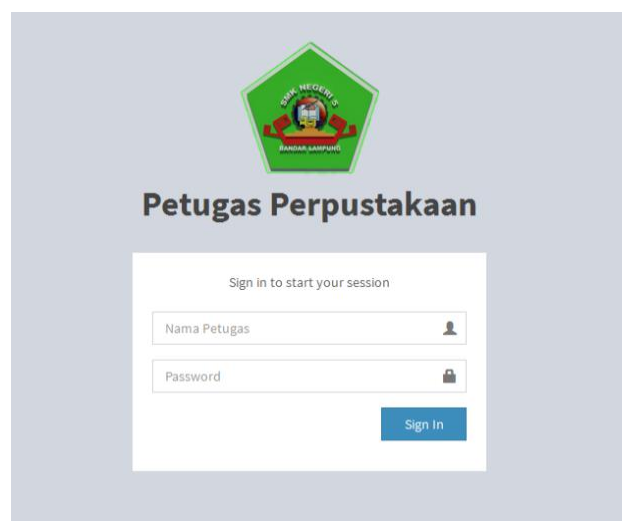 SMK NEGERI 5
BANDAR LAMPUNG
Petugas Perpustakaan
Sign in to start your session
Nama Petugas
Password
Sign In